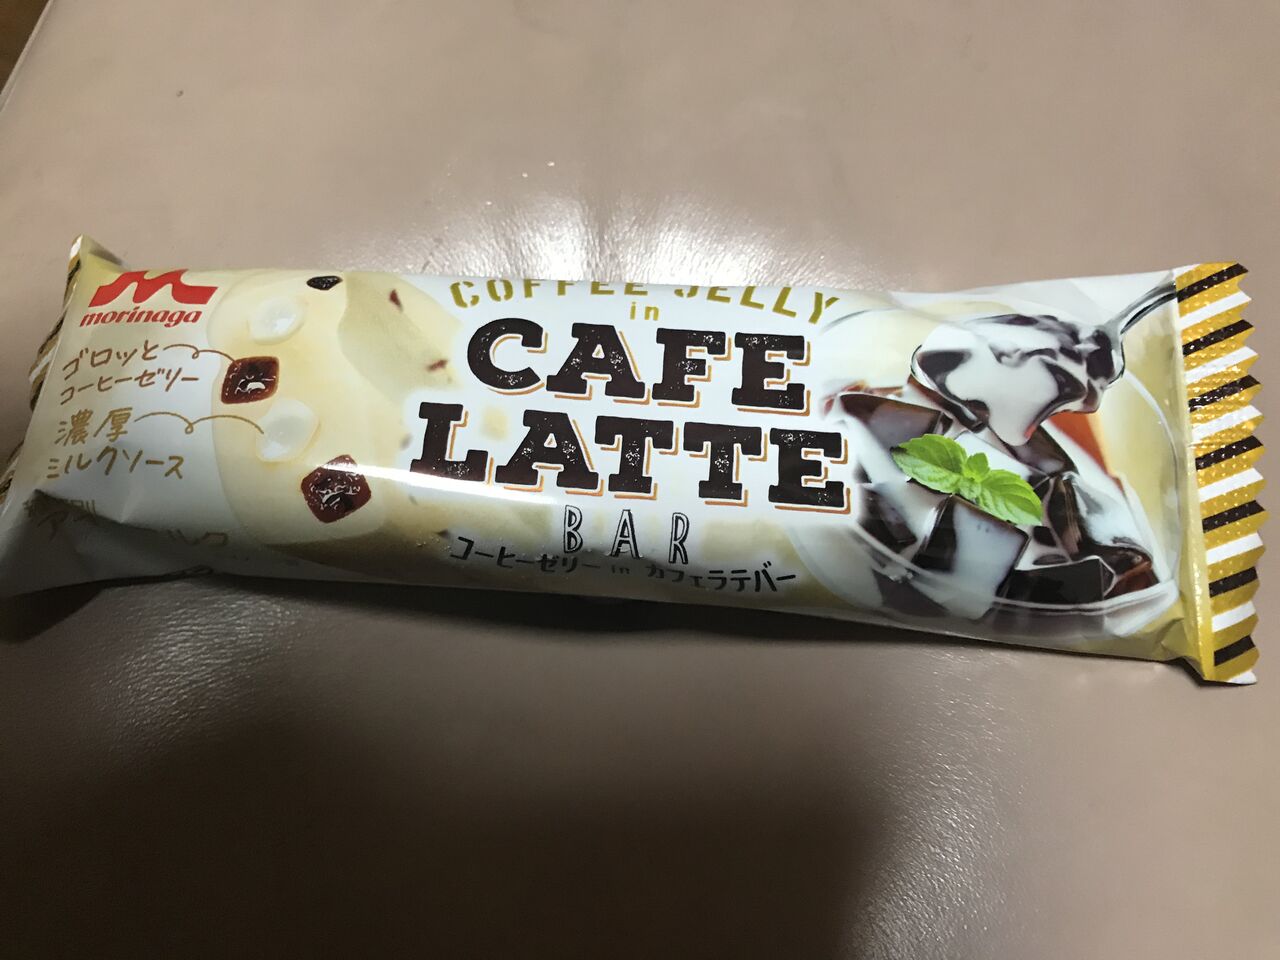 morinaga
ゴロッと
コーヒーゼリー
濃厚
ミルクソース
COFFEE JELLY
in
CAFE
LATTE
BAR
コーヒーゼリー in カフェラテバー